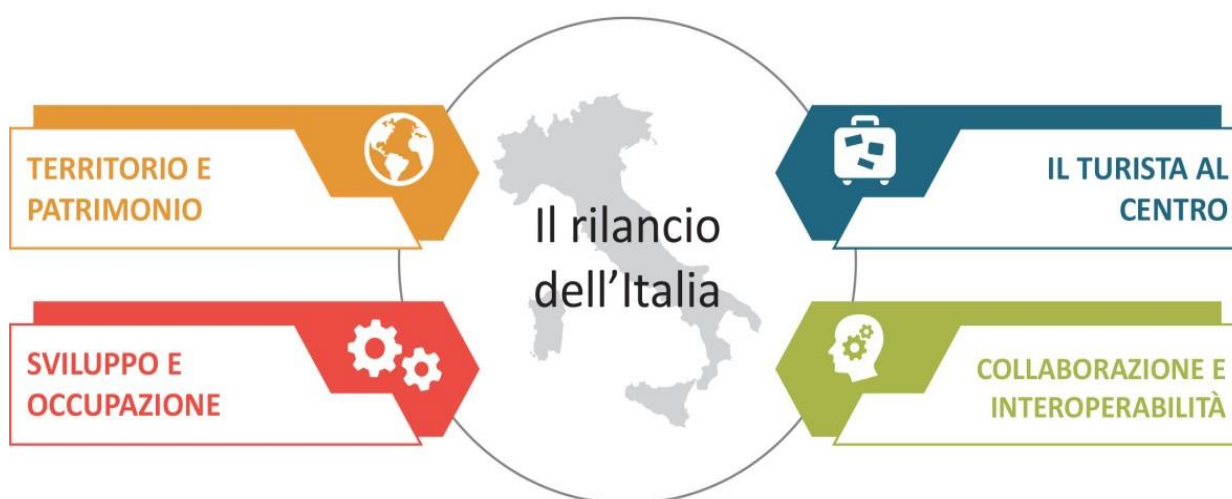 TERRITORIO E
PATRIMONIO
IL TURISTA AL
CENTRO
Il rilancio
dell’Italia
SVILUPPO E
OCCUPAZIONE
COLLABORAZIONE E
INTEROPERABILITÀ